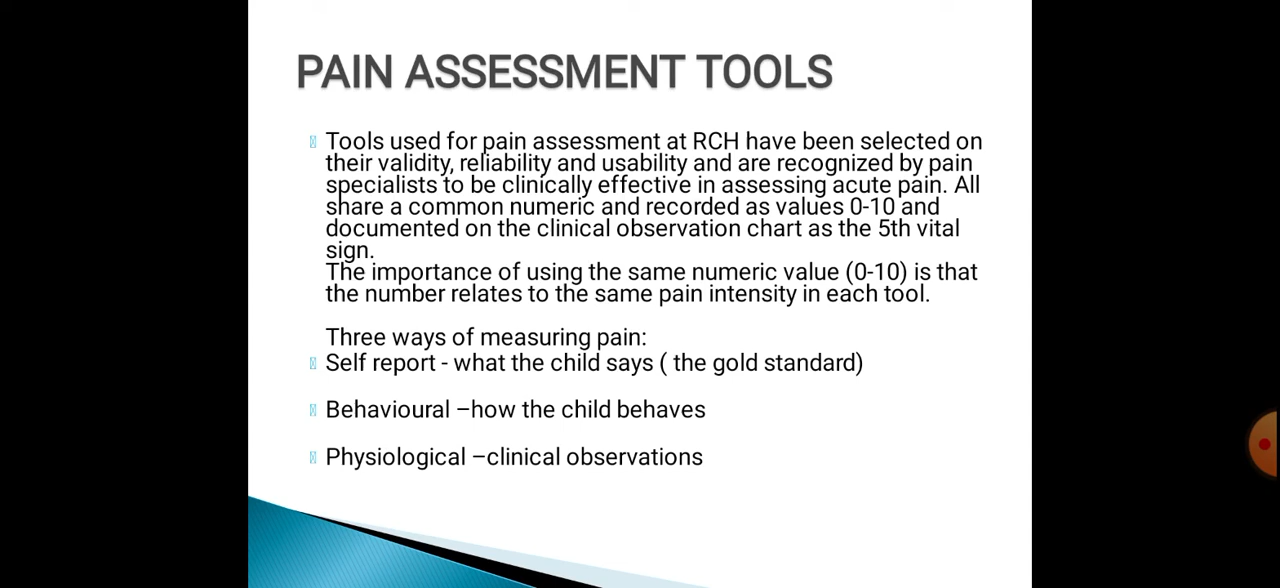 PAIN ASSESSMENT TOOLS
Tools used for pain assessment at RCH have been selected on
their validity, reliability and usability and are recognized by pain
specialists to be clinically effective in assessing acute pain. All
share a common numeric and recorded as values 0-10 and
documented on the clinical observation chart as the 5th vital
sign.
The importance of using the same numeric value (0-10) is that
the number relates to the same pain intensity in each tool.
Three ways of measuring pain:
Self report - what the child says ( the gold standard)
Behavioural –how the child behaves
Physiological –clinical observations